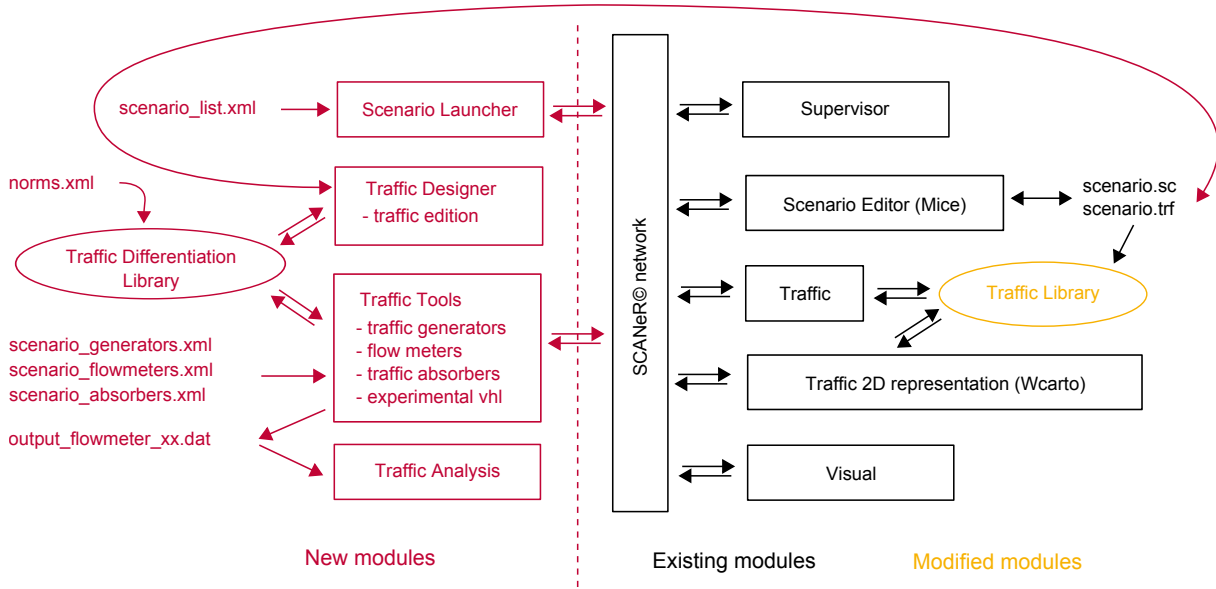 scenario_list.xml
Scenario Launcher
norms.xml
Traffic Designer
- traffic edition
Traffic Differentiation
Library
Traffic Tools
- traffic generators
- flow meters
- traffic absorbers
- experimental vhl
scenario_generators.xml
scenario_flowmeters.xml
scenario_absorbers.xml
output_flowmeter_xx.dat
Traffic Analysis
New modules
SCANeR© network
Supervisor
Scenario Editor (Mice)
scenario.sc
scenario.trf
Traffic
Traffic Library
Traffic 2D representation (Wcarto)
Visual
Existing modules
Modified modules